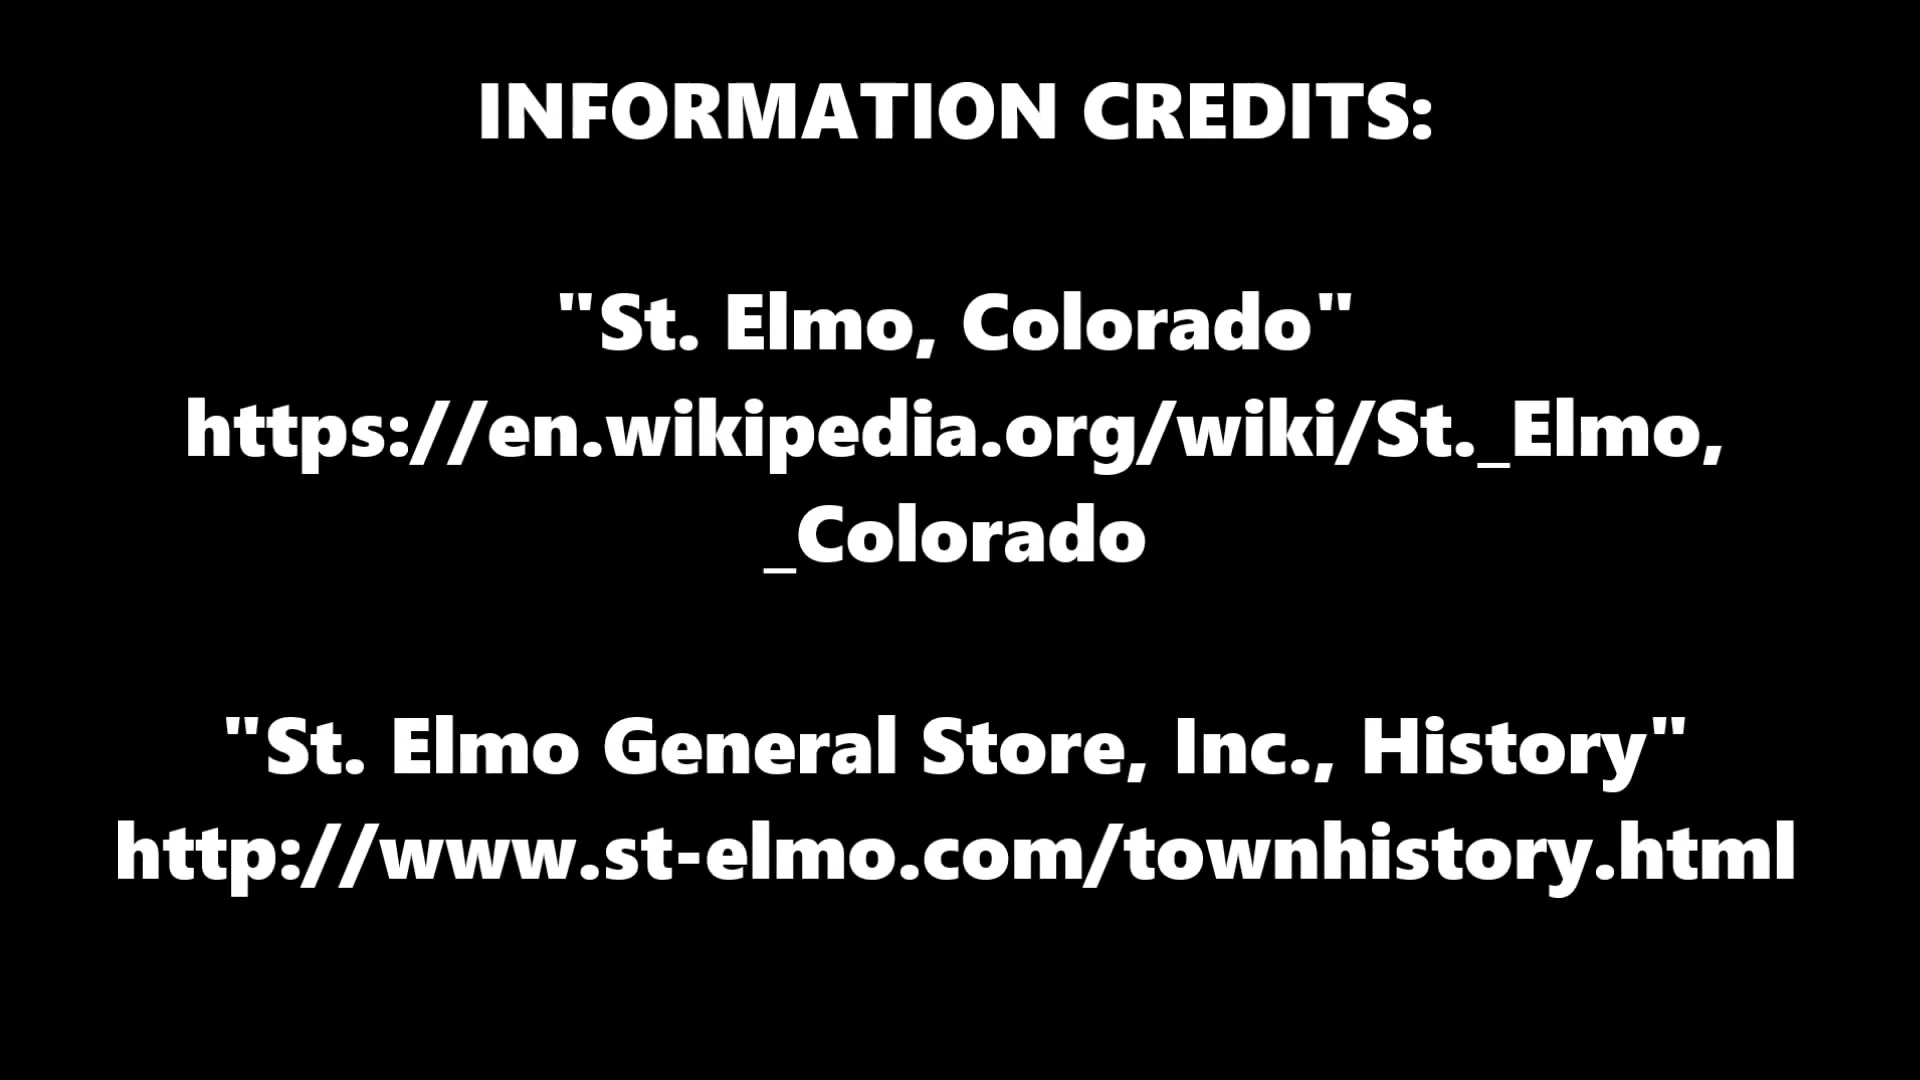 INFORMATION CREDITS:
"St. Elmo, Colorado"
https://en.wikipedia.org/wiki/St._Elmo,
_Colorado
"St. Elmo General Store, Inc., History"
http://www.st-elmo.com/townhistory.html